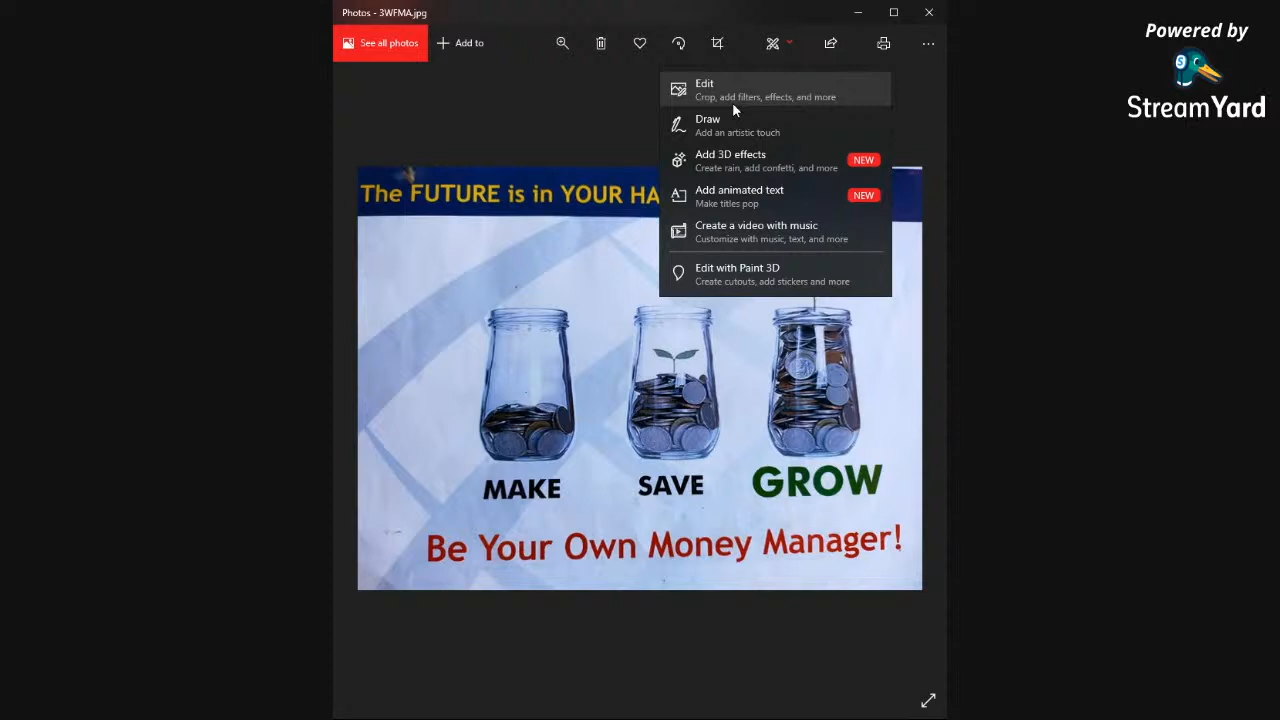 Photos - 3WFMA.jpg
See all photos
Add to
Powered by
StreamYard
Edit
Crop, add filters, effects, and more
Draw
Add an artistic touch
Add 3D effects
NEW
Create rain, add confetti, and more
Add animated text
NEW
Make titles pop
Create a video with music
Customize with music, text, and more
Edit with Paint 3D
Create cutouts, add stickers and more
The FUTURE is in YOUR HA
MAKE
SAVE
GROW
Be Your Own Money Manager!